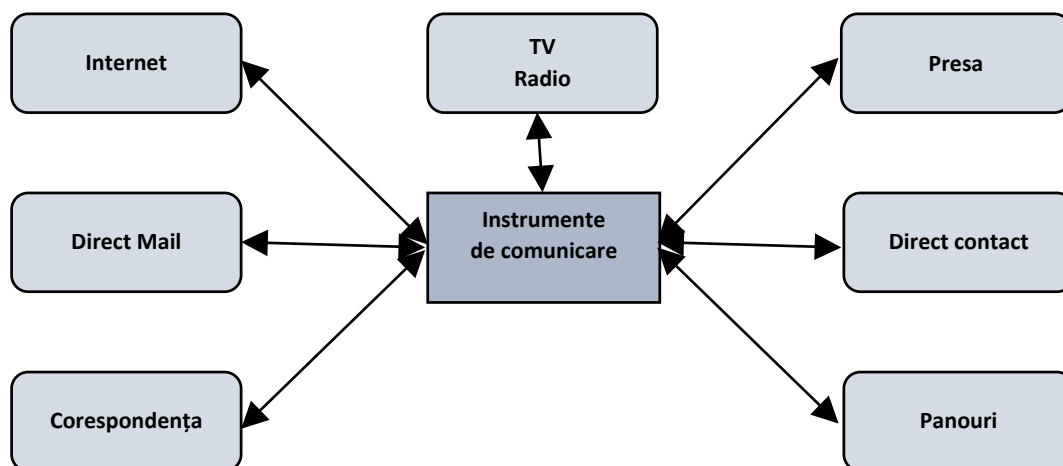 Internet
TV
Radio
Presa
Direct Mail
Instrumente
de comunicare
Direct contact
Corespondența
Panouri